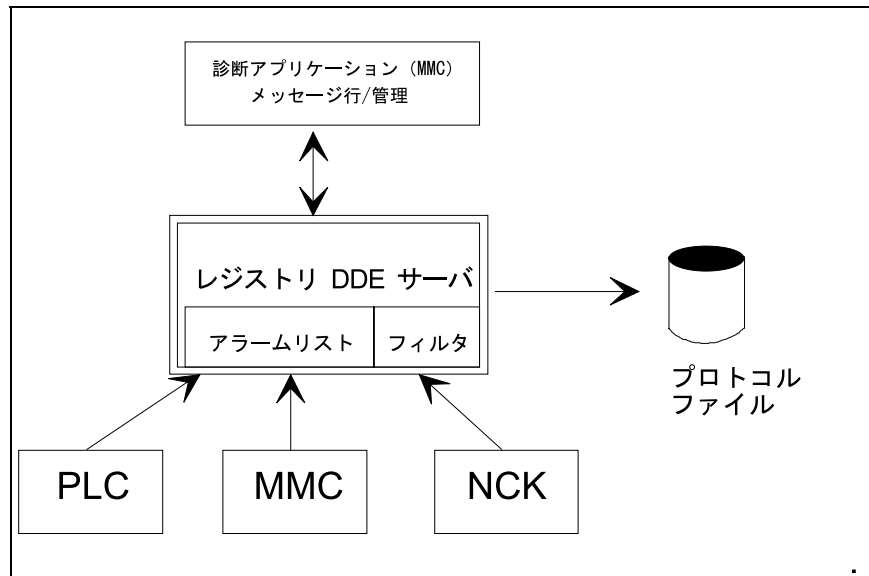 診断アプリケーション (MMC)
メッセージ行/管理
レジストリ DDE サーバ
アラームリスト
フィルタ
プロトコル
ファイル
PLC
MMC
NCK